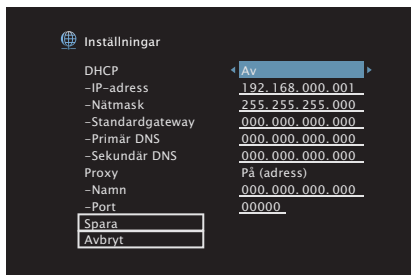 Inställningar
DHCP Av
-IP-adress 192.168.000.001
-Nätmask 255.255.255.000
-Standardgateway 000.000.000.000
-Primär DNS 000.000.000.000
-Sekundär DNS 000.000.000.000
Proxy På (adress)
-Namn 000.000.000.000
-Port 00000
Spara
Avbryt